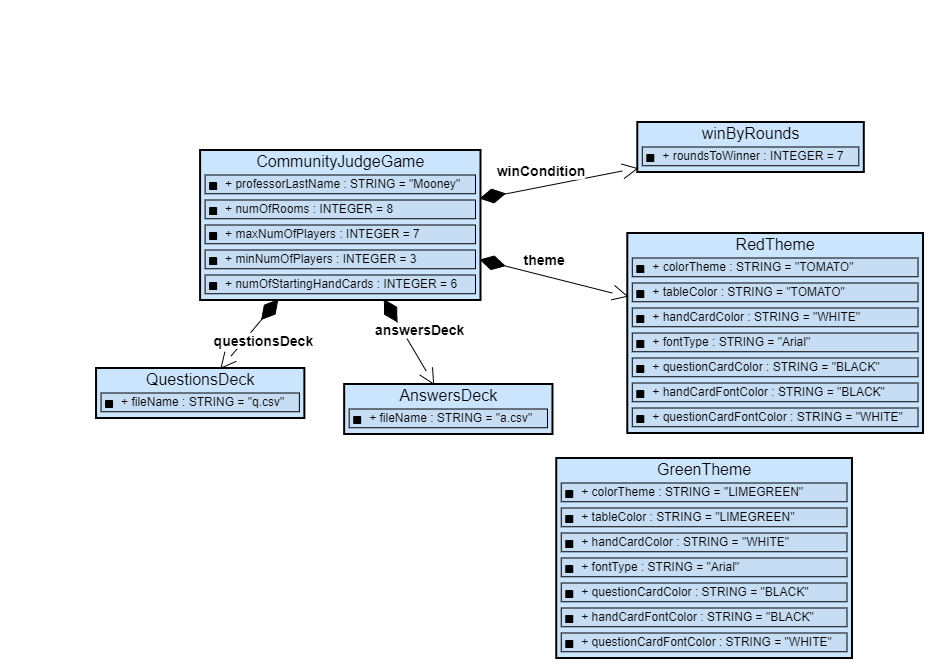 winByRounds
+ roundsToWinner : INTEGER = 7
CommunityJudgeGame
+ professorLastName : STRING = "Mooney"
+ numOfRooms : INTEGER = 8
+ maxNumOfPlayers : INTEGER = 7
+ minNumOfPlayers : INTEGER = 3
+ numOfStartingHandCards : INTEGER = 6
winCondition
theme
RedTheme
+ colorTheme : STRING = "TOMATO"
+ tableColor : STRING = "TOMATO"
+ handCardColor : STRING = "WHITE"
+ fontType : STRING = "Arial"
+ questionCardColor : STRING = "BLACK"
+ handCardFontColor : STRING = "BLACK"
+ questionCardFontColor : STRING = "WHITE"
questionsDeck
answersDeck
QuestionsDeck
+ fileName : STRING = "q.csv"
AnswersDeck
+ fileName : STRING = "a.csv"
GreenTheme
+ colorTheme : STRING = "LIMEGREEN"
+ tableColor : STRING = "LIMEGREEN"
+ handCardColor : STRING = "WHITE"
+ fontType : STRING = "Arial"
+ questionCardColor : STRING = "BLACK"
+ handCardFontColor : STRING = "BLACK"
+ questionCardFontColor : STRING = "WHITE"